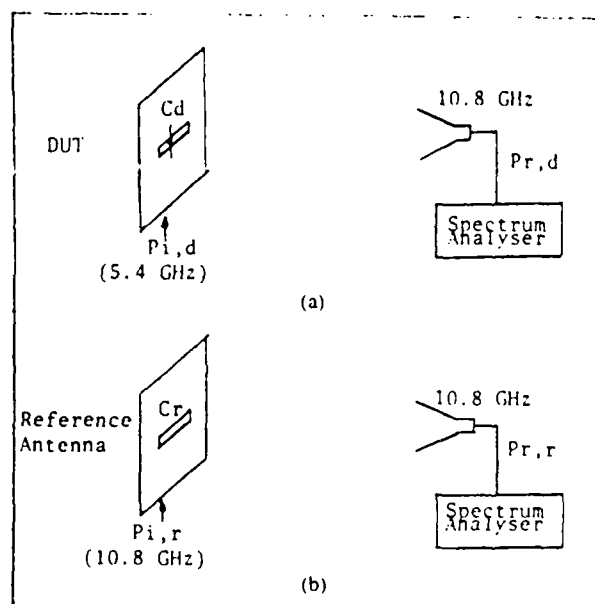 Cd
10.8 GHz
DUT
Pr,d
Spectrum
Analyser
Pi,d
(5.4 GHz)
(a)
Cr
10.8 GHz
Reference
Antenna
Pr,r
Spectrum
Analyser
Pi,r
(10.8 GHz)
(b)